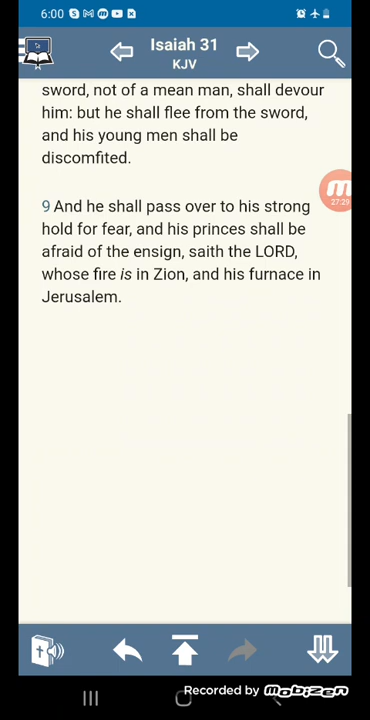 6:00
Isaiah 31
KJV
sword, not of a mean man, shall devour
him: but he shall flee from the sword,
and his young men shall be
discomfited.
9 And he shall pass over to his strong
hold for fear, and his princes shall be
afraid of the ensign, saith the LORD,
whose fire is in Zion, and his furnace in
Jerusalem.
27:29
Recorded by mobizen